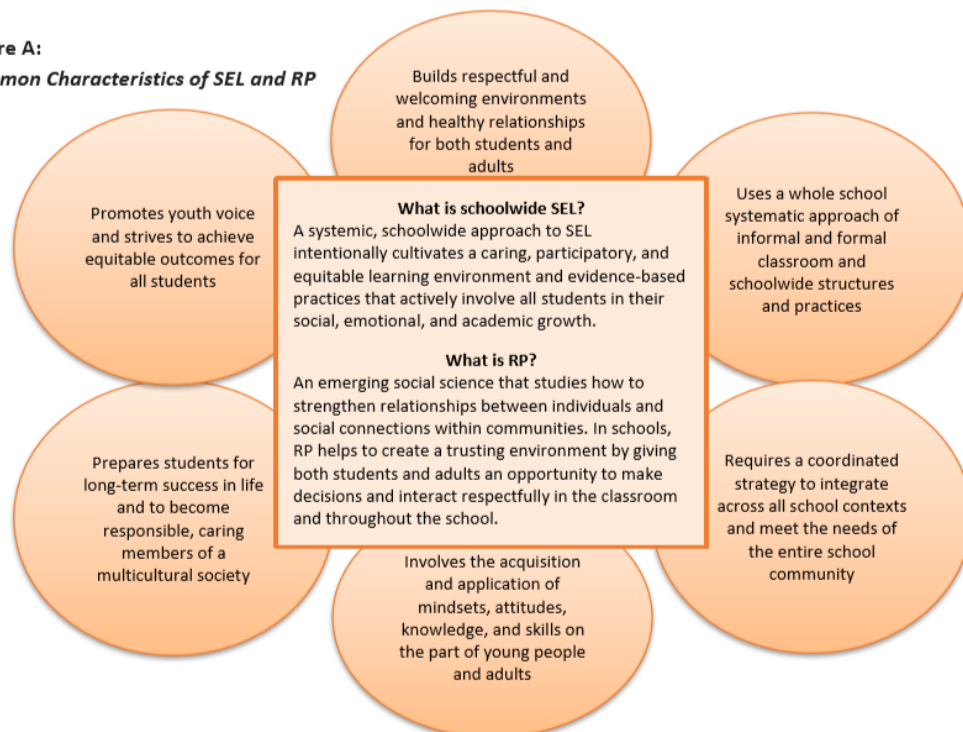 re A:
mon Characteristics of SEL and RP
Builds respectful and
welcoming environments
and healthy relationships
for both students and
adults
Promotes youth voice
and strives to achieve
equitable outcomes for
all students
Uses a whole school
systematic approach of
informal and formal
classroom and
schoolwide structures
and practices
What is schoolwide SEL?
A systemic, schoolwide approach to SEL
intentionally cultivates a caring, participatory, and
equitable learning environment and evidence-based
practices that actively involve all students in their
social, emotional, and academic growth.
What is RP?
An emerging social science that studies how to
strengthen relationships between individuals and
social connections within communities. In schools,
RP helps to create a trusting environment by giving
both students and adults an opportunity to make
decisions and interact respectfully in the classroom
and throughout the school.
Prepares students for
long-term success in life
and to become
responsible, caring
members of a
multicultural society
Requires a coordinated
strategy to integrate
across all school contexts
and meet the needs of
the entire school
community
Involves the acquisition
and application of
mindsets, attitudes,
knowledge, and skills on
the part of young people
and adults